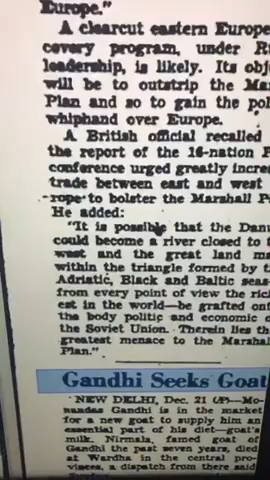 Europe."
A clearcut eastern Europe
covery program, under R
leadership, is likely. Its obj
will be to outstrip the Mar
Plan and so to gain the pol
whiphand over Europe.
A British official recalled
the report of the 16-nation P
conference urged greatly incre
trade between east and west
rope to bolster the Marshall P
He added:
"It is possible that the Dan
could become a river closed to t
west and the great land ma
within the triangle formed by t
Adriatic, Black and Baltic seas
from every point of view the rich
est in the world—be grafted ont
the body politic and economic o
the Soviet Union. Therein lies th
greatest menace to the Marshal
Plan."
Gandhi Seeks Goat
NEW DELHI, Dec. 21 (AP)—Mo-
handas Gandhi is in the market
for a new goat to supply him an
essential part of his diet—goat's
milk. Nirmala, famed goat of
Gandhi the past seven years, died
at Wardha in the central pro-
vinces, a dispatch from there said